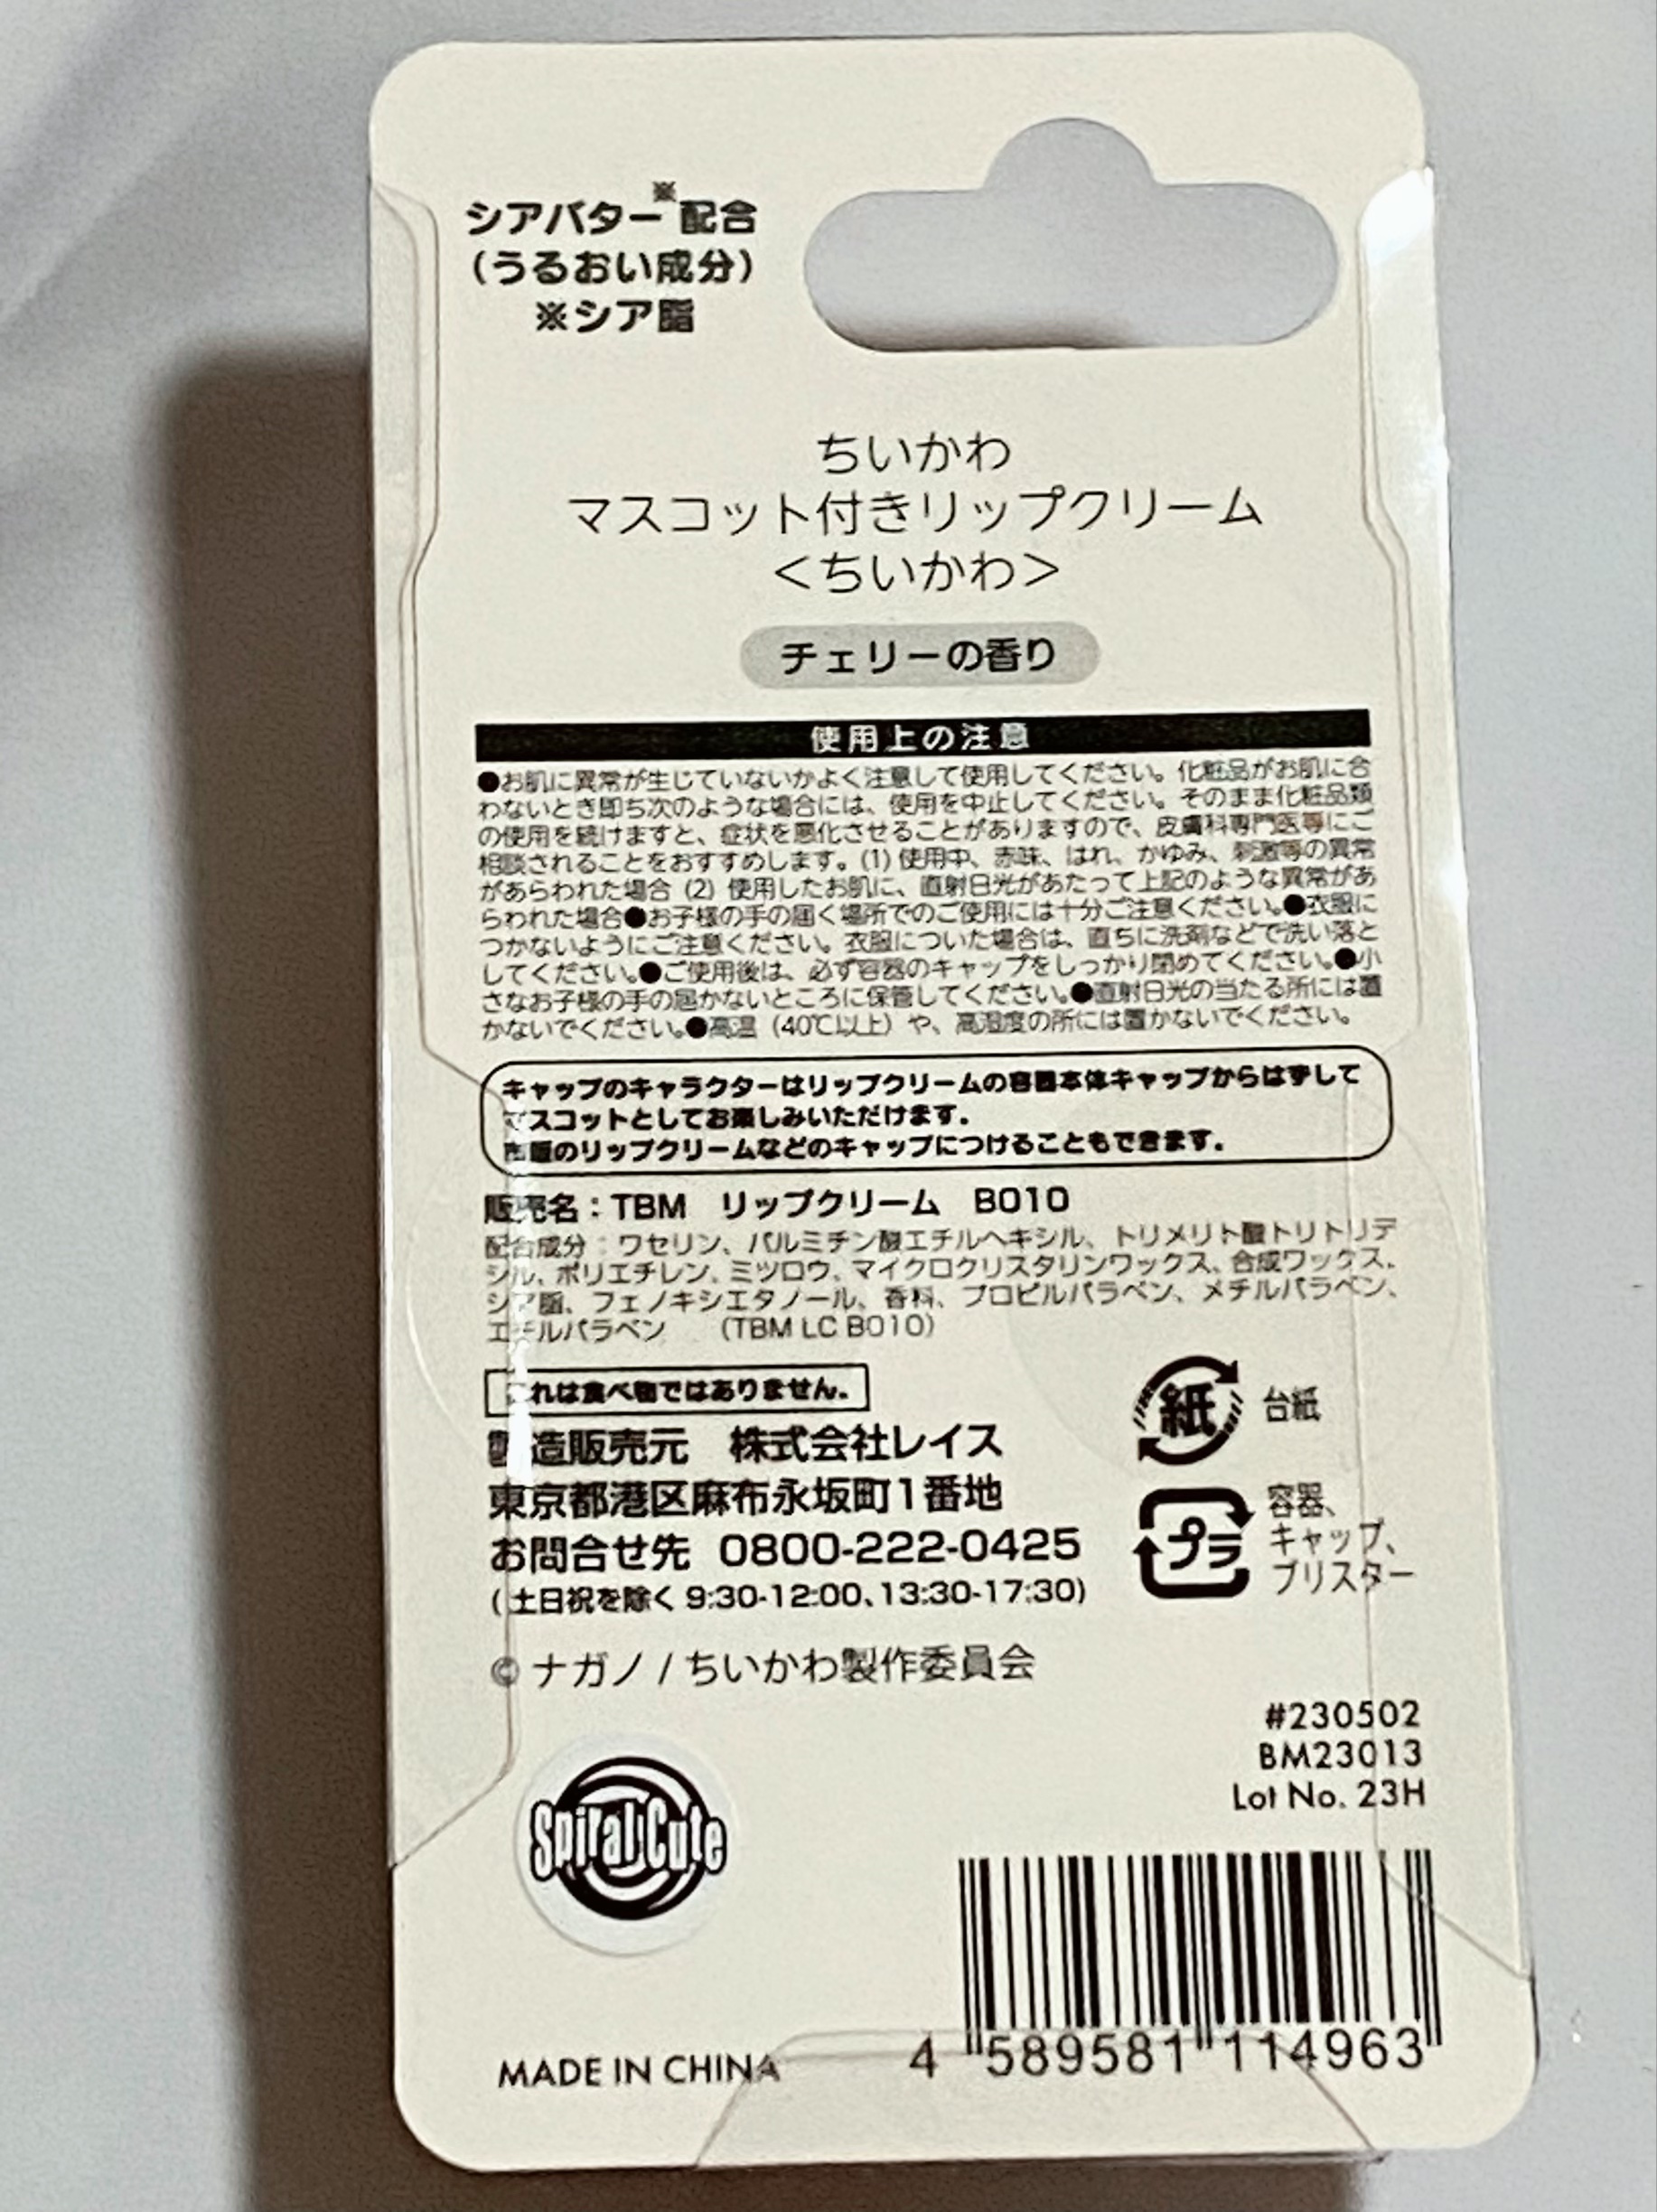 シアバター※配合
（うるおい成分）
※シア脂
ちいかわ
マスコット付きリップクリーム
＜ちいかわ＞
チェリーの香り
使用上の注意
●お肌に異常が生じていないかよく注意して使用してください。化粧品がお肌に合
わないとき即ち次のような場合には、使用を中止してください。そのまま化粧品類
の使用を続けますと、症状を悪化させることがありますので、皮膚科専門医等にご
相談されることをおすすめします。(1) 使用中、赤味、はれ、かゆみ、刺激等の異常
があらわれた場合 (2) 使用したお肌に、直射日光があたって上記のような異常があ
らわれた場合●お子様の手の届く場所でのご使用には十分ご注意ください。●衣服に
つかないようにご注意ください。衣服についた場合は、直ちに洗剤などで洗い落と
してください。●ご使用後は、必ず容器のキャップをしっかり閉めてください。●小
さなお子様の手の届かないところに保管してください。●直射日光の当たる所には置
かないでください。●高温（40℃以上）や、高湿度の所には置かないでください。
キャップのキャラクターはリップクリームの容器本体キャップからはずして
マスコットとしてお楽しみいただけます。
市販のリップクリームなどのキャップにつけることもできます。
販売名：TBM　リップクリーム　B010
配合成分：ワセリン、パルミチン酸エチルヘキシル、トリメリト酸トリトリデ
シル、ポリエチレン、ミツロウ、マイクロクリスタリンワックス、合成ワックス、
シア脂、フェノキシエタノール、香料、プロピルパラベン、メチルパラベン、
エチルパラベン　　（TBM LC B010）
これは食べ物ではありません。
製造販売元　株式会社レイス
東京都港区麻布永坂町1番地
お問合せ先 0800-222-0425
(土日祝を除く 9:30-12:00、13:30-17:30)
紙 台紙
プラ 容器、
キャップ、
ブリスター
© ナガノ / ちいかわ製作委員会
#230502
BM23013
Lot No. 23H
Spiral Cute
MADE IN CHINA
4 589581 114963